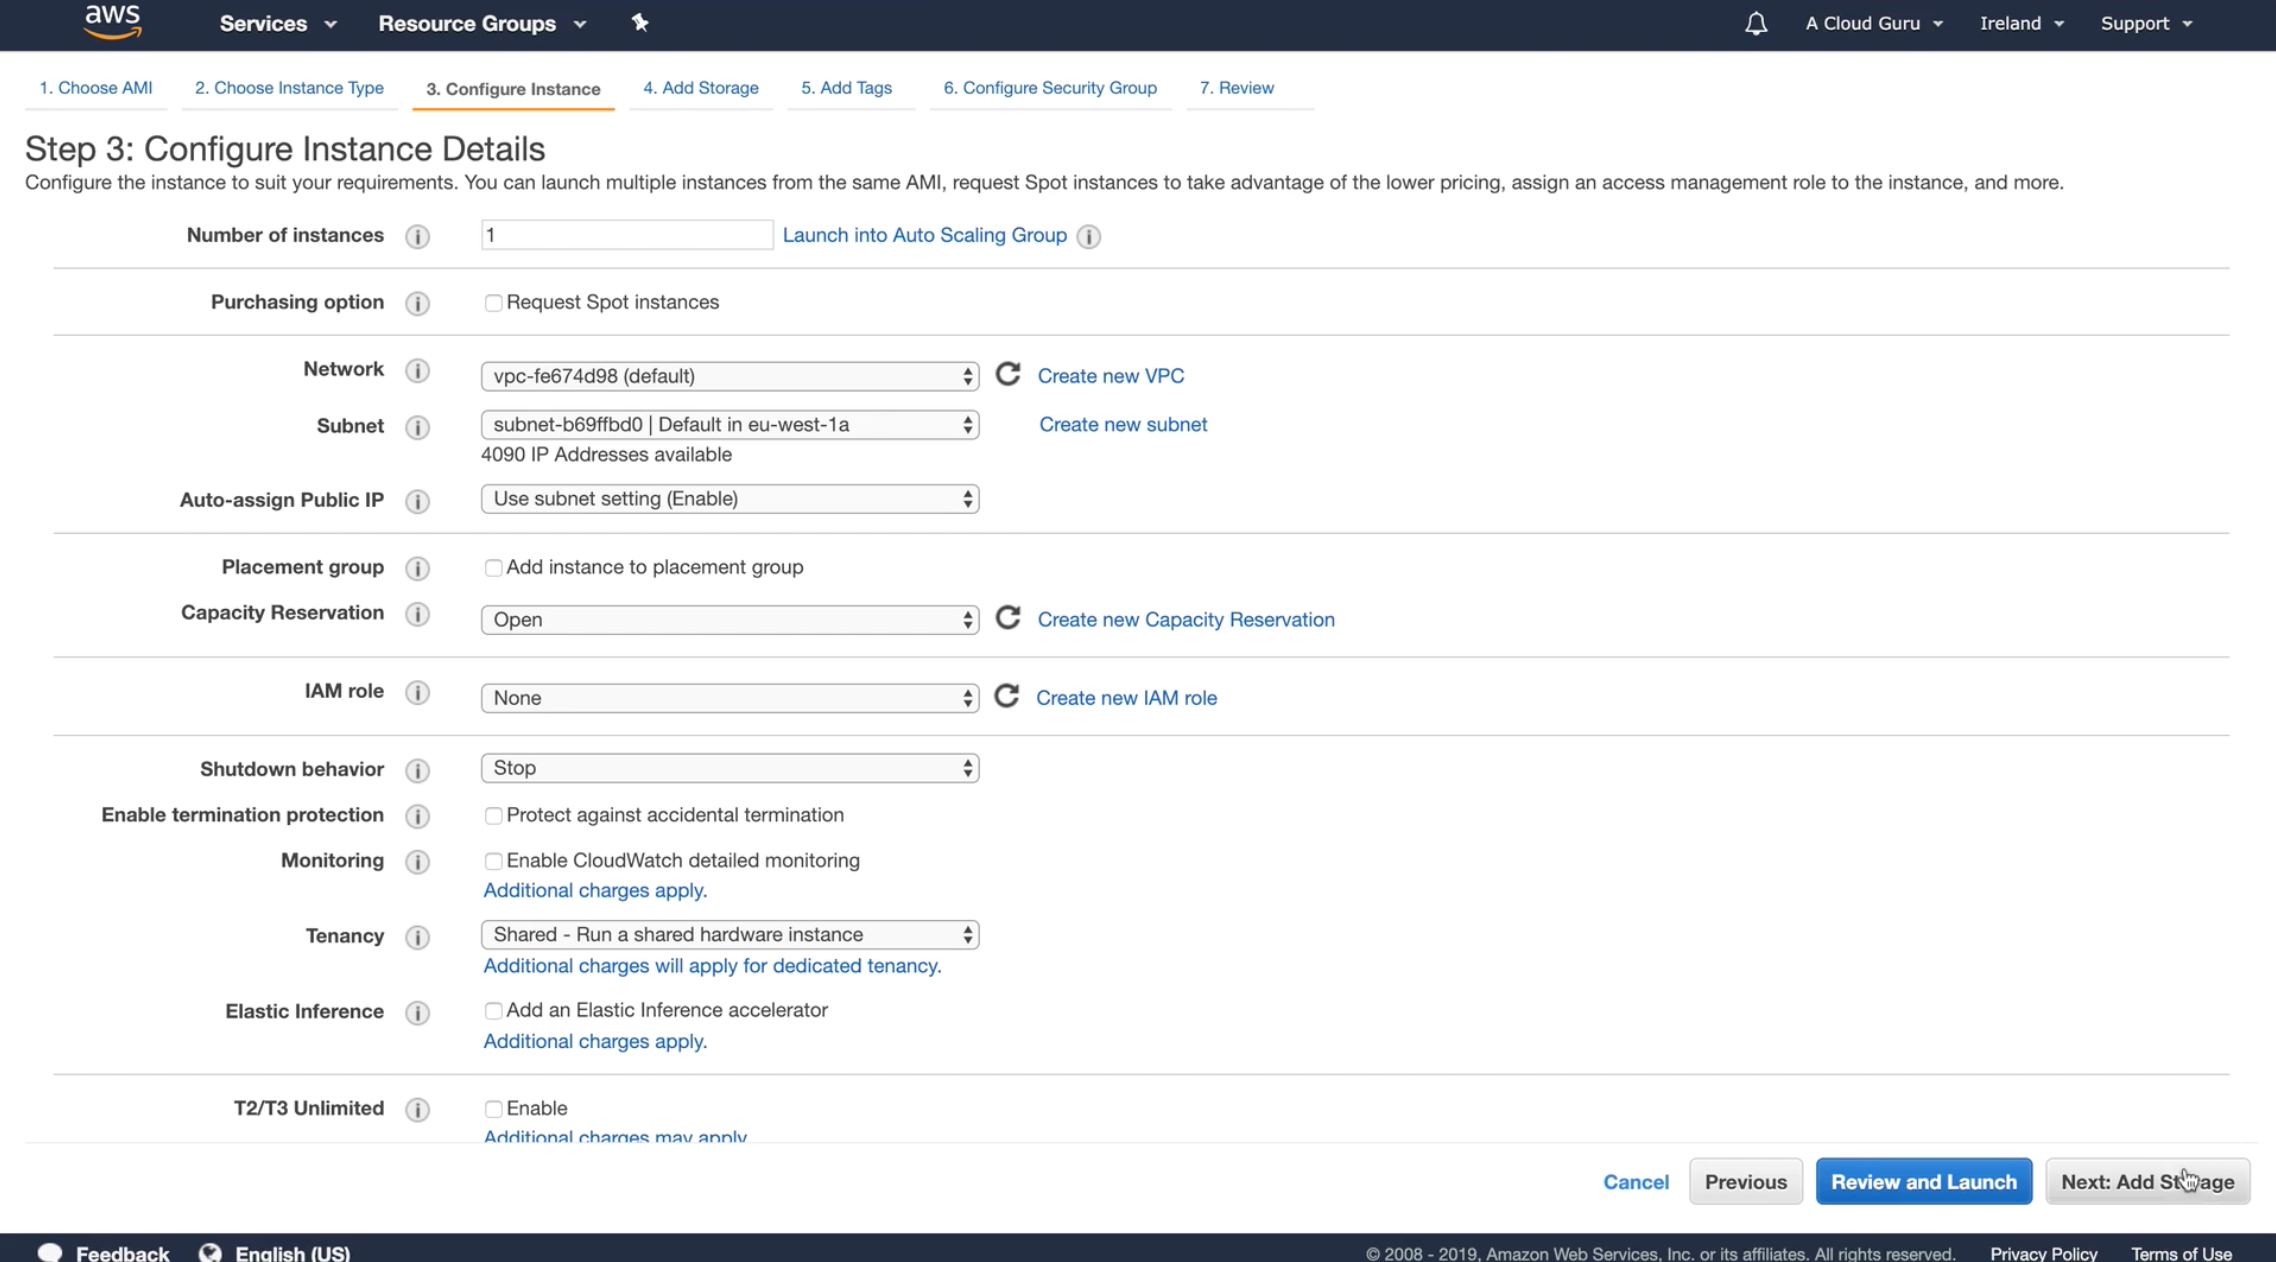 aws Services Resource Groups A Cloud Guru Ireland Support
1. Choose AMI 2. Choose Instance Type 3. Configure Instance 4. Add Storage 5. Add Tags 6. Configure Security Group 7. Review
Step 3: Configure Instance Details
Configure the instance to suit your requirements. You can launch multiple instances from the same AMI, request Spot instances to take advantage of the lower pricing, assign an access management role to the instance, and more.
Number of instances i 1 Launch into Auto Scaling Group i
Purchasing option i Request Spot instances
Network i vpc-fe674d98 (default) Create new VPC
Subnet i subnet-b69ffbd0 | Default in eu-west-1a Create new subnet
4090 IP Addresses available
Auto-assign Public IP i Use subnet setting (Enable)
Placement group i Add instance to placement group
Capacity Reservation i Open Create new Capacity Reservation
IAM role i None Create new IAM role
Shutdown behavior i Stop
Enable termination protection i Protect against accidental termination
Monitoring i Enable CloudWatch detailed monitoring
Additional charges apply.
Tenancy i Shared - Run a shared hardware instance
Additional charges will apply for dedicated tenancy.
Elastic Inference i Add an Elastic Inference accelerator
Additional charges apply.
T2/T3 Unlimited i Enable
Additional charges may apply
Cancel Previous Review and Launch Next: Add Storage
Feedback English (US) © 2008 - 2019, Amazon Web Services, Inc. or its affiliates. All rights reserved. Privacy Policy Terms of Use